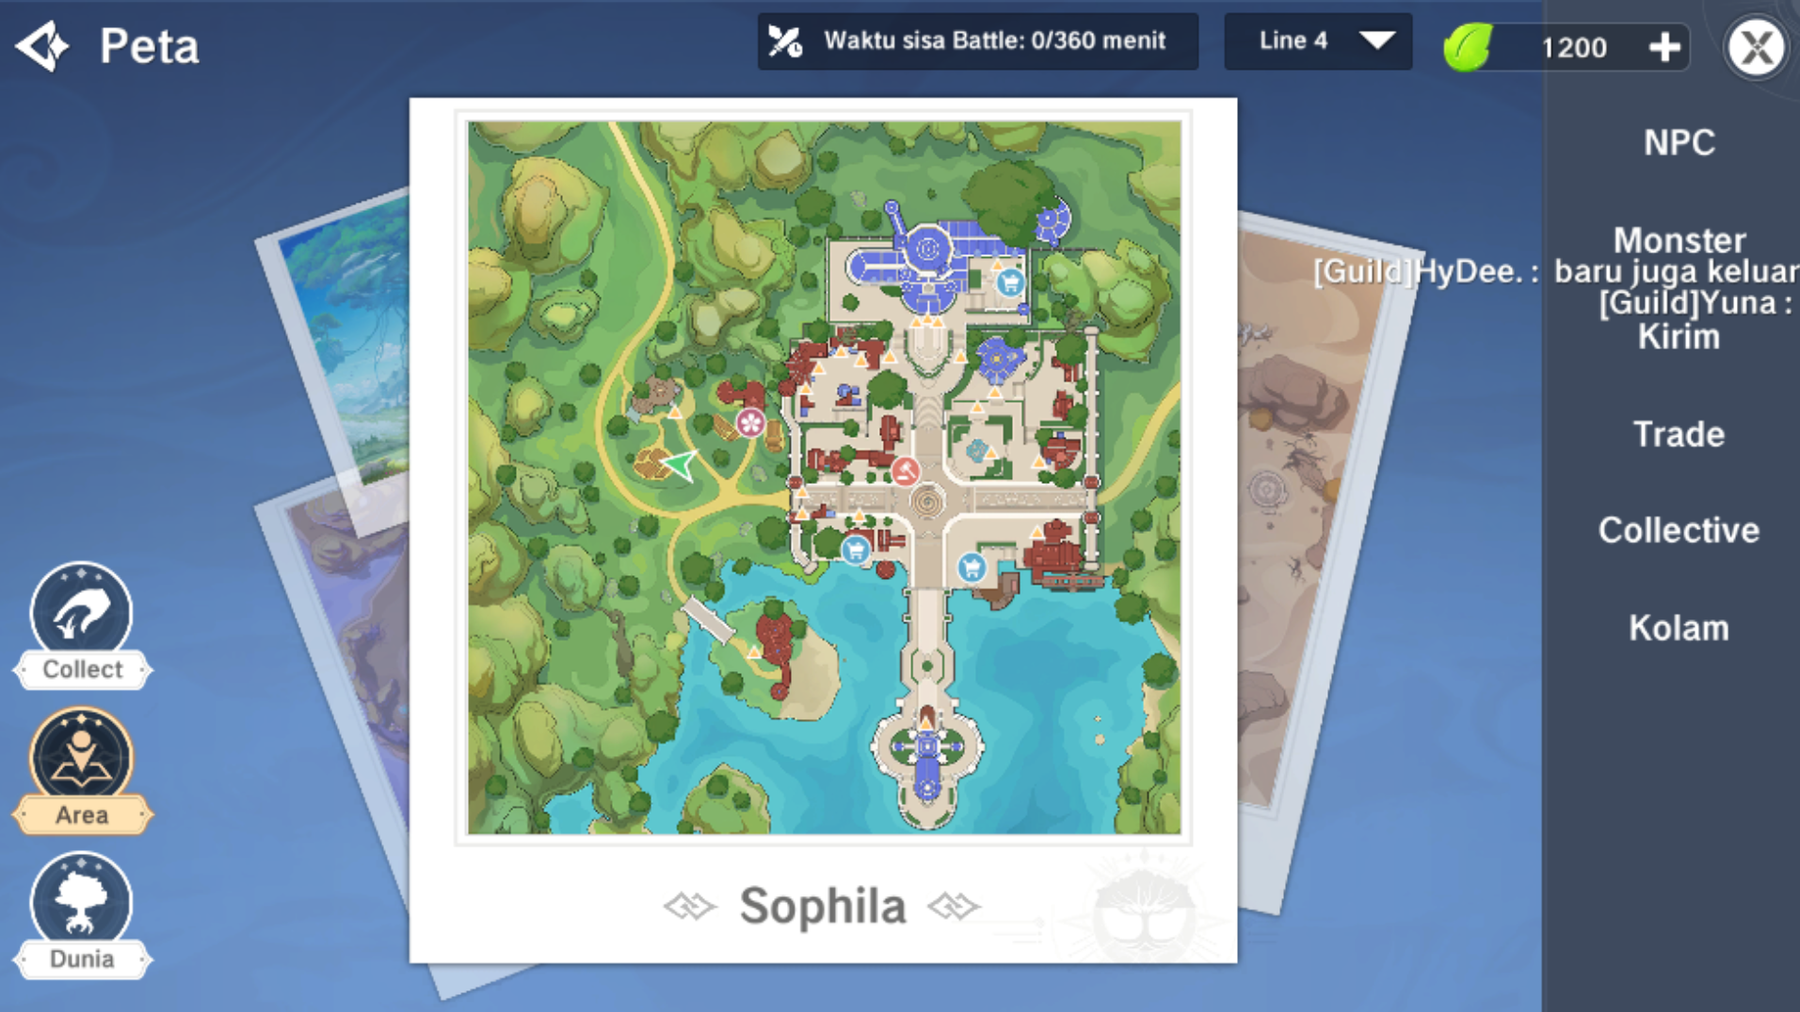 Peta
Waktu sisa Battle: 0/360 menit
Line 4
1200
NPC
Monster
[Guild]HyDee. : baru juga keluar
[Guild]Yuna :
Kirim
Trade
Collective
Kolam
Collect
Area
Dunia
Sophila